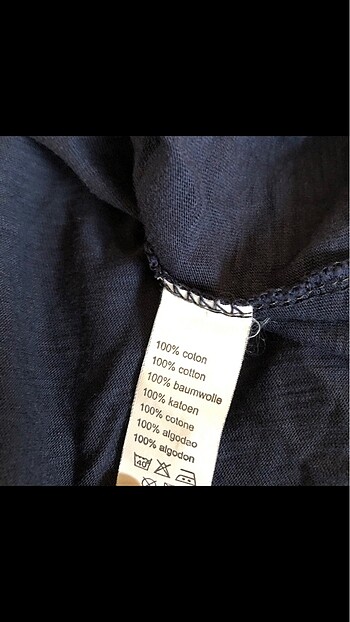 100% coton
100% cotton
100% baumwolle
100% katoen
100% cotone
100% algodao
100% algodon
40